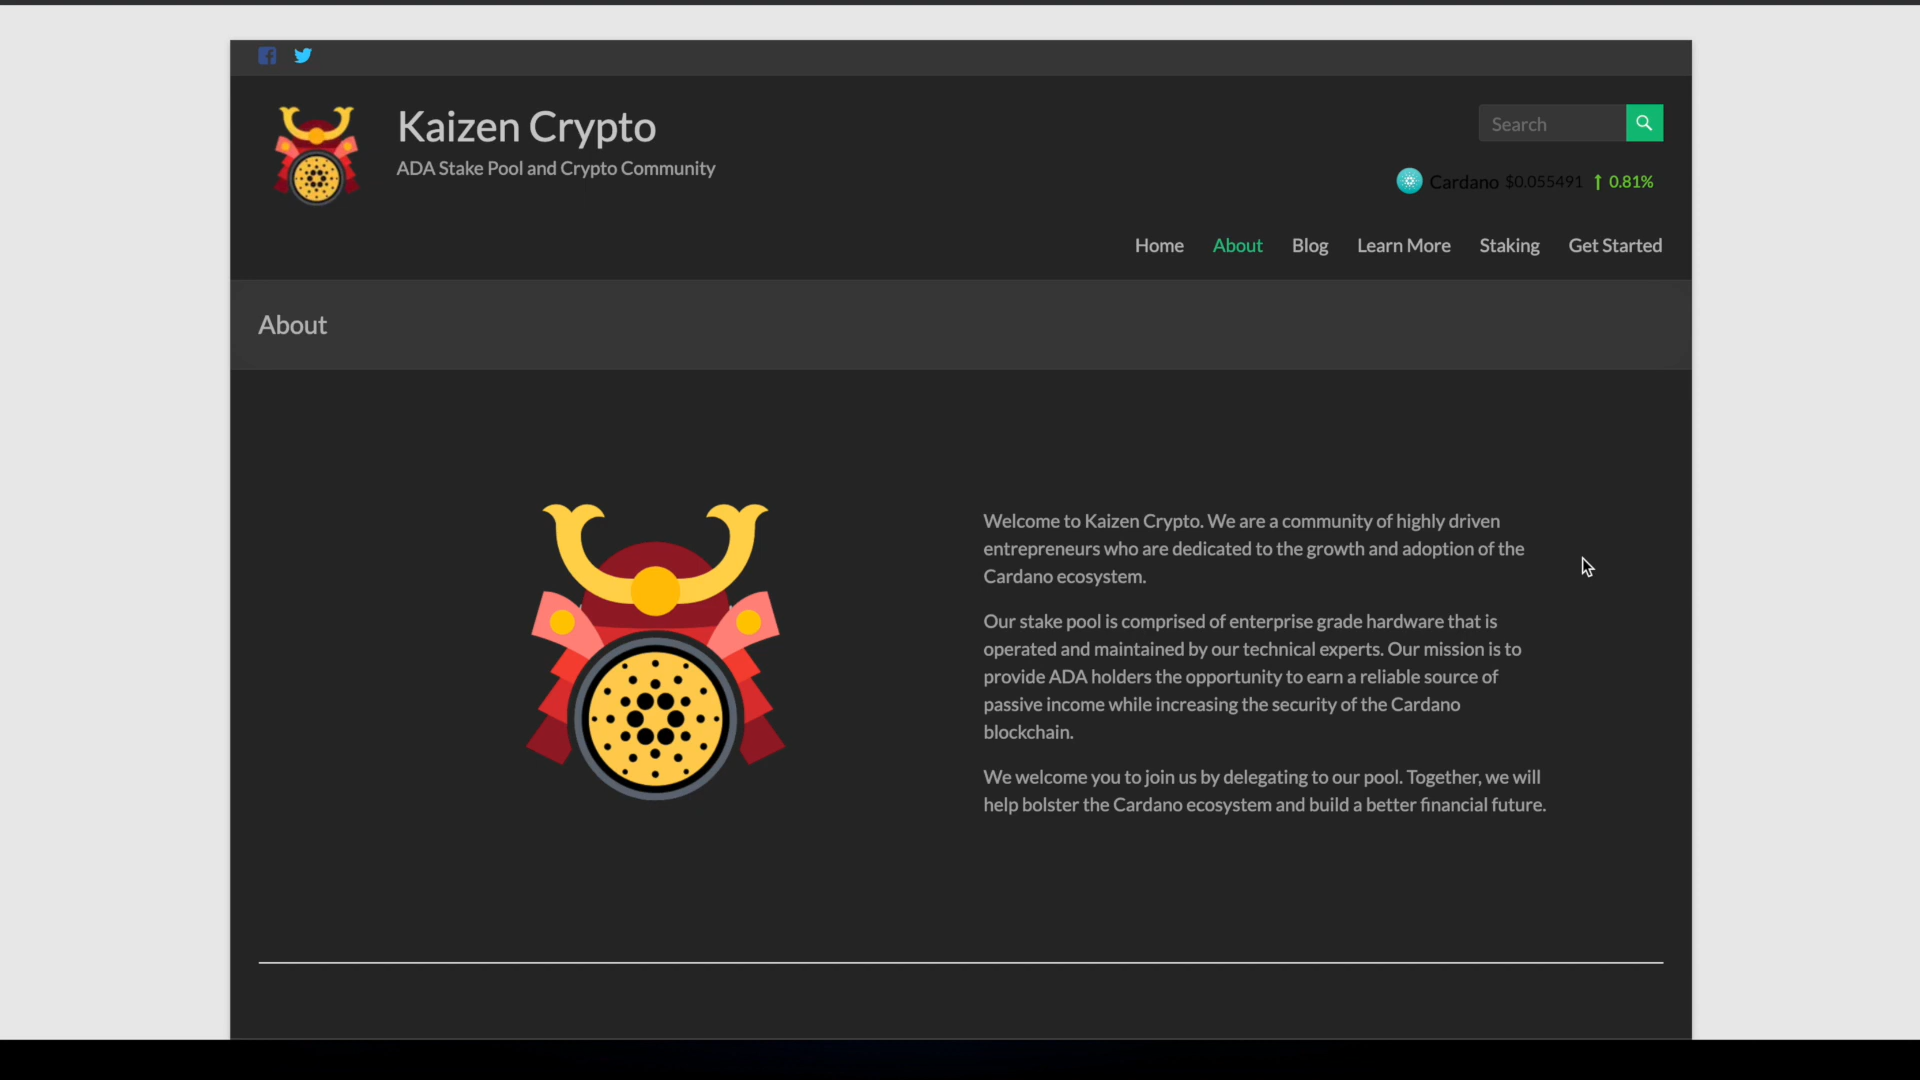 Kaizen Crypto
ADA Stake Pool and Crypto Community
Search
Cardano $0.055491 ↑ 0.81%
Home About Blog Learn More Staking Get Started
About
Welcome to Kaizen Crypto. We are a community of highly driven
entrepreneurs who are dedicated to the growth and adoption of the
Cardano ecosystem.
Our stake pool is comprised of enterprise grade hardware that is
operated and maintained by our technical experts. Our mission is to
provide ADA holders the opportunity to earn a reliable source of
passive income while increasing the security of the Cardano
blockchain.
We welcome you to join us by delegating to our pool. Together, we will
help bolster the Cardano ecosystem and build a better financial future.